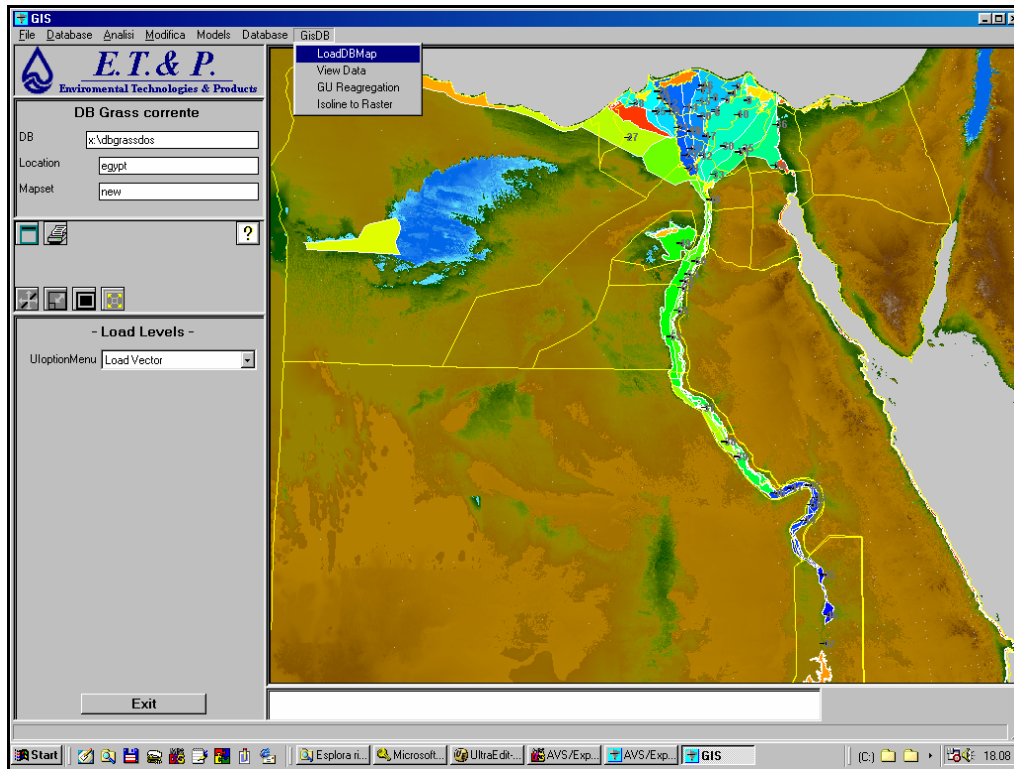 GIS
File Database Analisi Modifica Models Database GisDB
LoadDBMap
View Data
GU Reagregation
Isoline to Raster
E.T.& P.
Enviromental Technologies & Products
DB Grass corrente
DB x:\dbgrassdos
Location egypt
Mapset new
?
- Load Levels -
UIoptionMenu Load Vector
27
Exit
Start Esplora ri... Microsoft... UltraEdit-... AVS/Exp... AVS/Exp... GIS (C:) 18.08